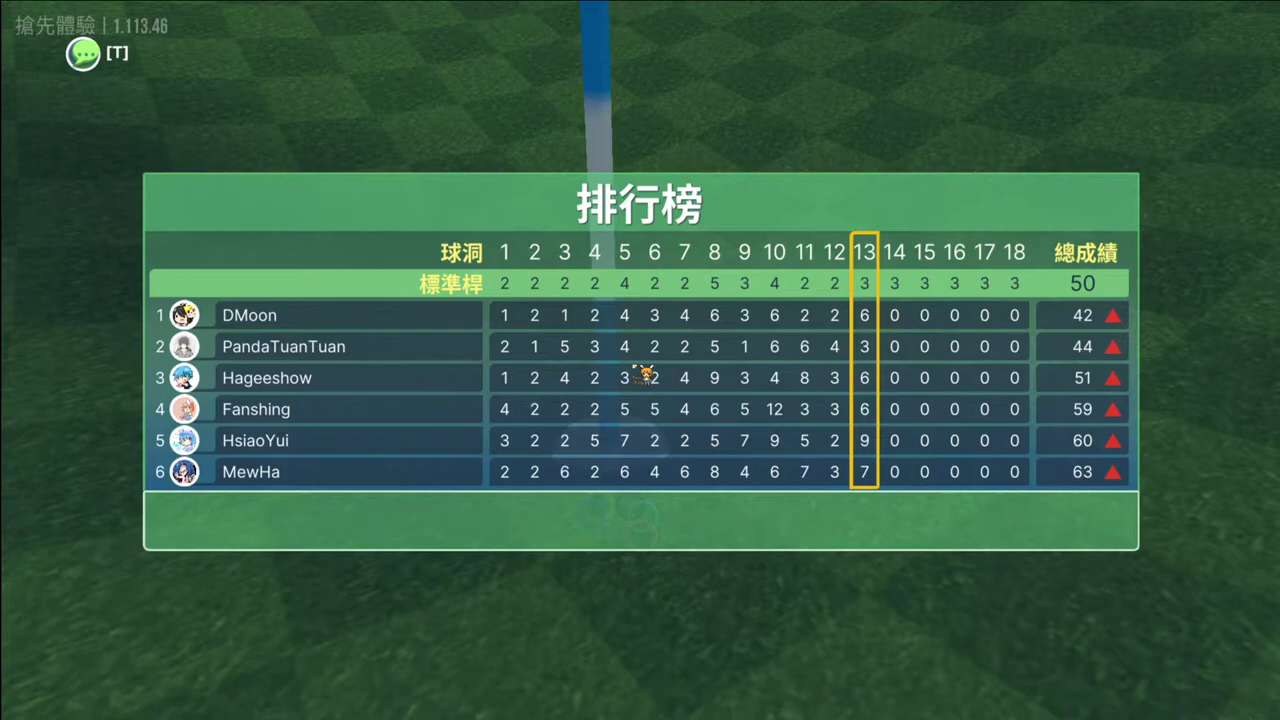 搶先體驗 | 1.113.46
[T]
排行榜
球洞 1 2 3 4 5 6 7 8 9 10 11 12 13 14 15 16 17 18 總成績
標準桿 2 2 2 2 4 2 2 5 3 4 2 2 3 3 3 3 3 3 50
1 DMoon 1 2 1 2 4 3 4 6 3 6 2 2 6 0 0 0 0 0 42
2 PandaTuanTuan 2 1 5 3 4 2 2 5 1 6 6 4 3 0 0 0 0 0 44
3 Hageeshow 1 2 4 2 3 2 4 9 3 4 8 3 6 0 0 0 0 0 51
4 Fanshing 4 2 2 2 5 5 4 6 5 12 3 3 6 0 0 0 0 0 59
5 HsiaoYui 3 2 2 5 7 2 2 5 7 9 5 2 9 0 0 0 0 0 60
6 MewHa 2 2 6 2 6 4 6 8 4 6 7 3 7 0 0 0 0 0 63